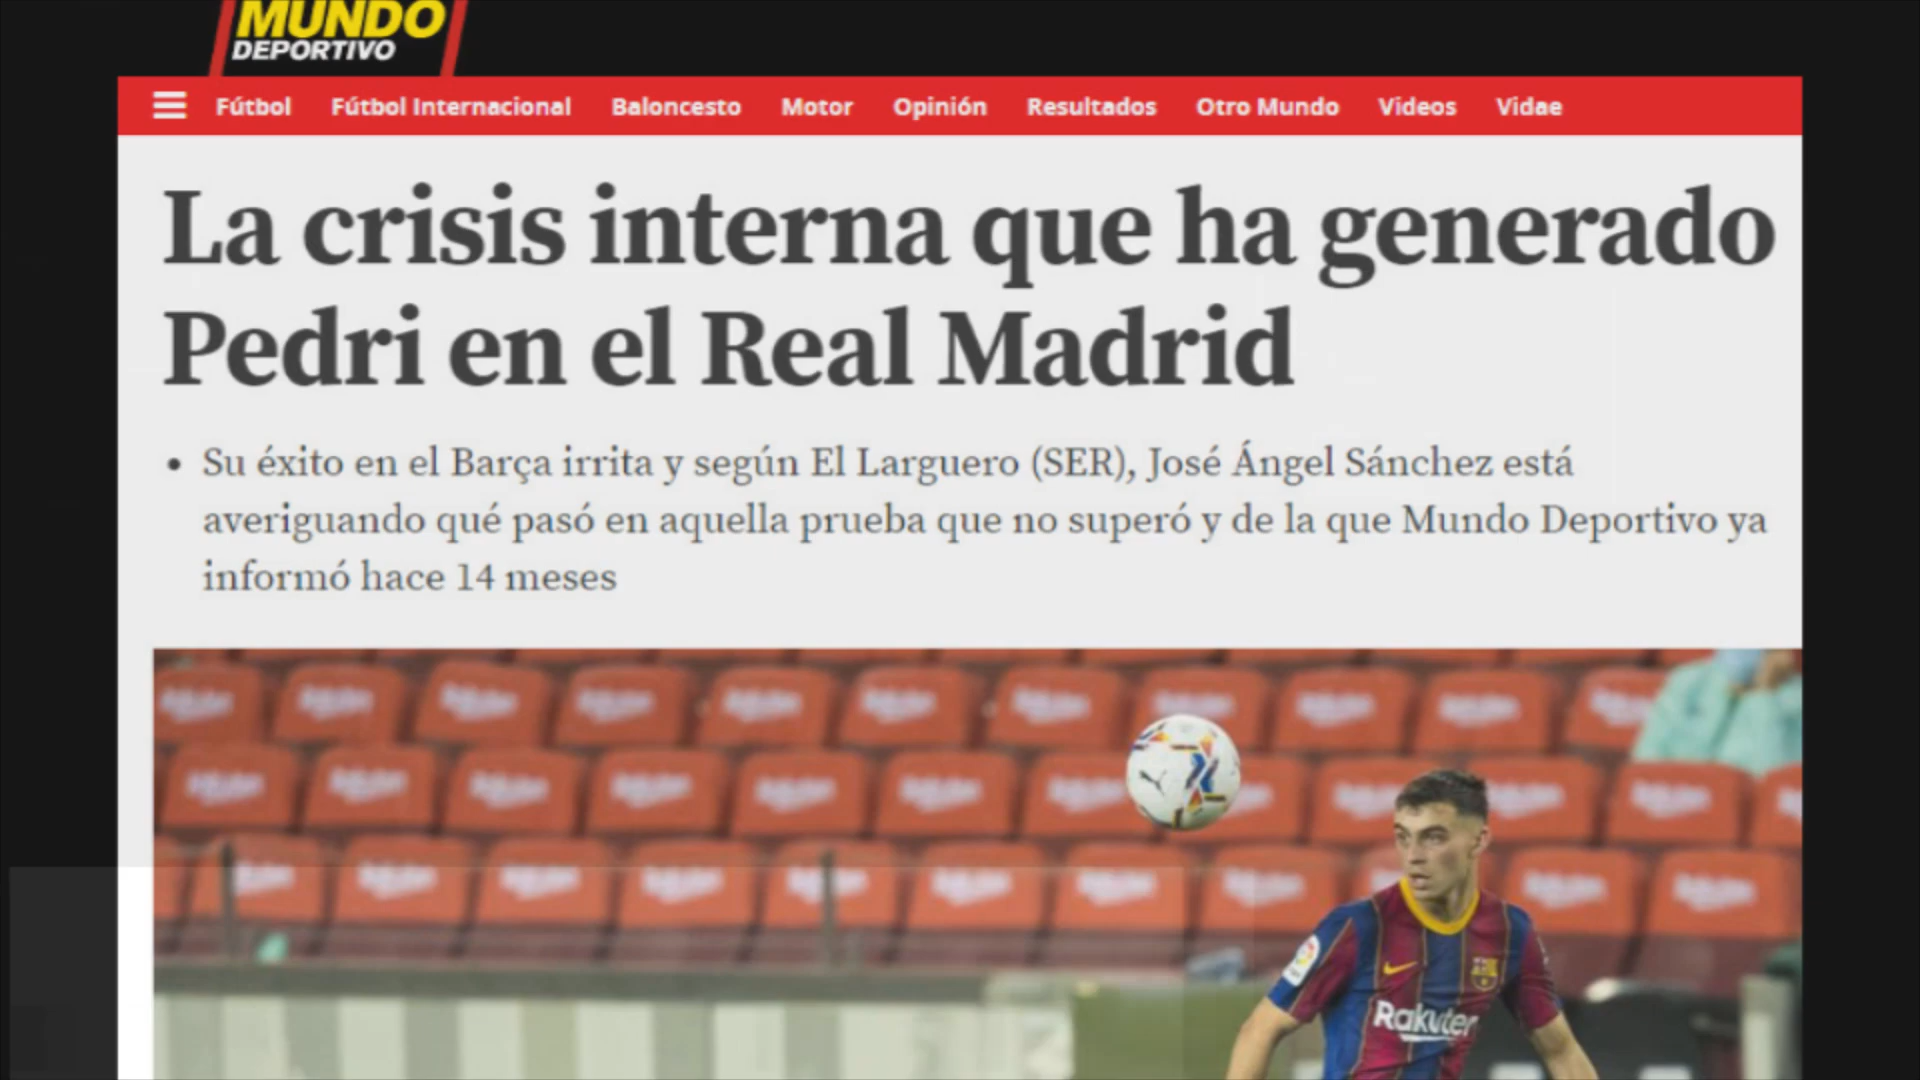 MUNDO
DEPORTIVO
Fútbol Fútbol Internacional Baloncesto Motor Opinión Resultados Otro Mundo Videos Vidae
La crisis interna que ha generado
Pedri en el Real Madrid
• Su éxito en el Barça irrita y según El Larguero (SER), José Ángel Sánchez está
averiguando qué pasó en aquella prueba que no superó y de la que Mundo Deportivo ya
informó hace 14 meses
Rakuten